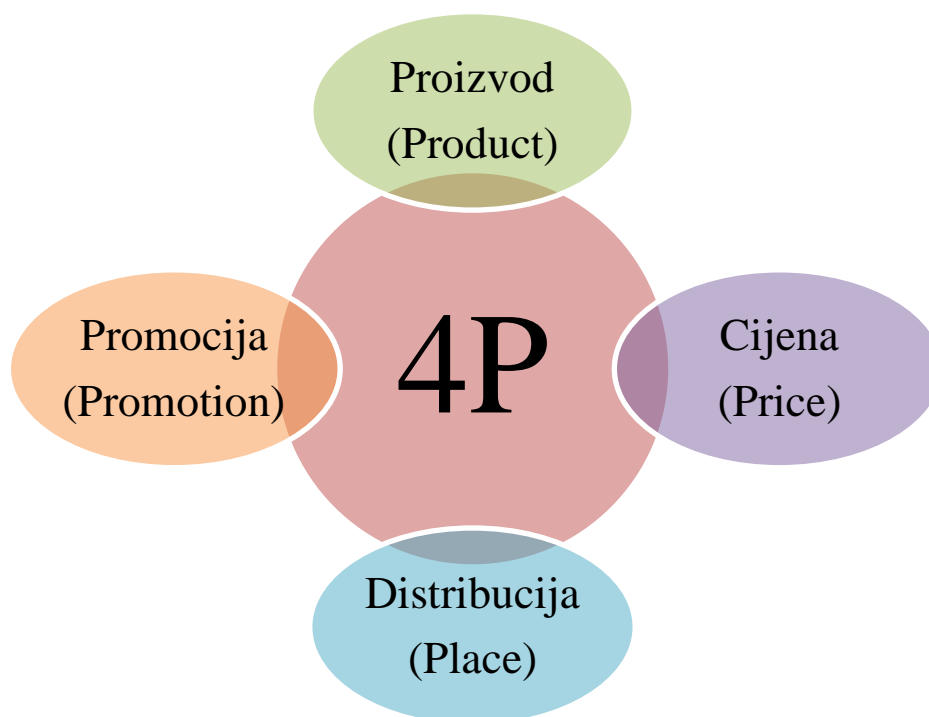 Proizvod
(Product)
Promocija
(Promotion)
4P
Cijena
(Price)
Distribucija
(Place)